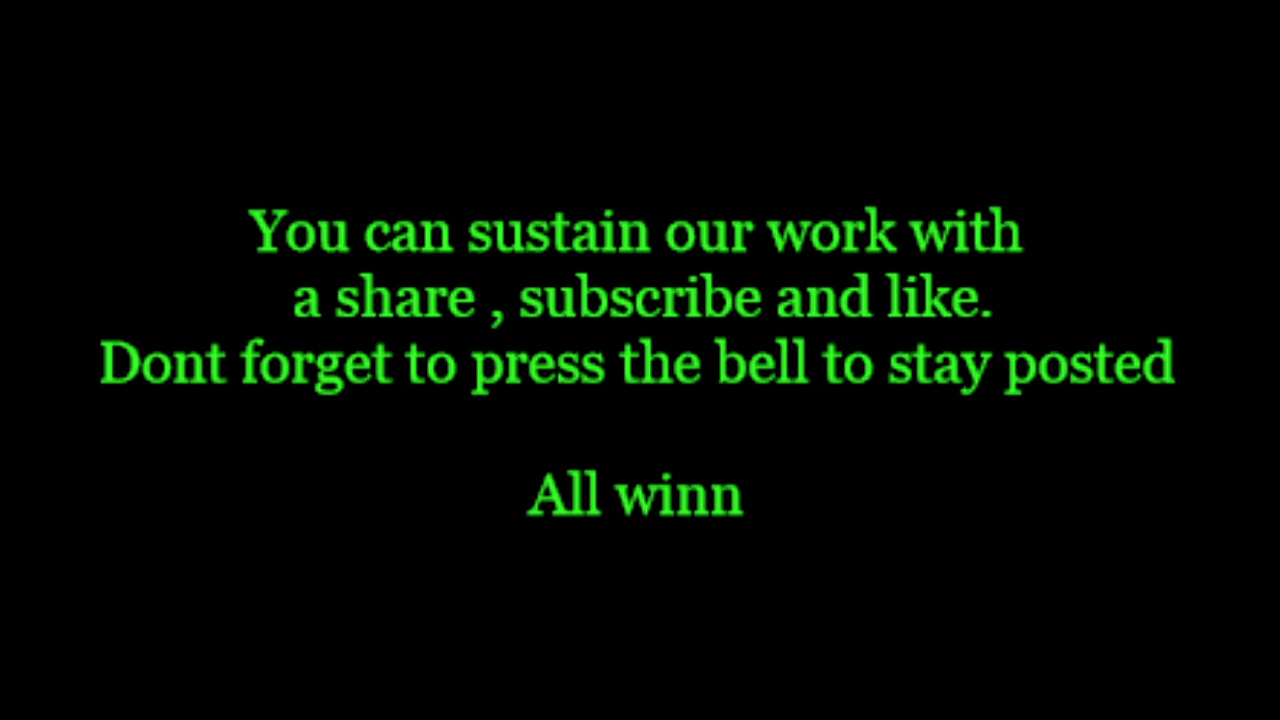 You can sustain our work with
a share , subscribe and like.
Dont forget to press the bell to stay posted
All winn